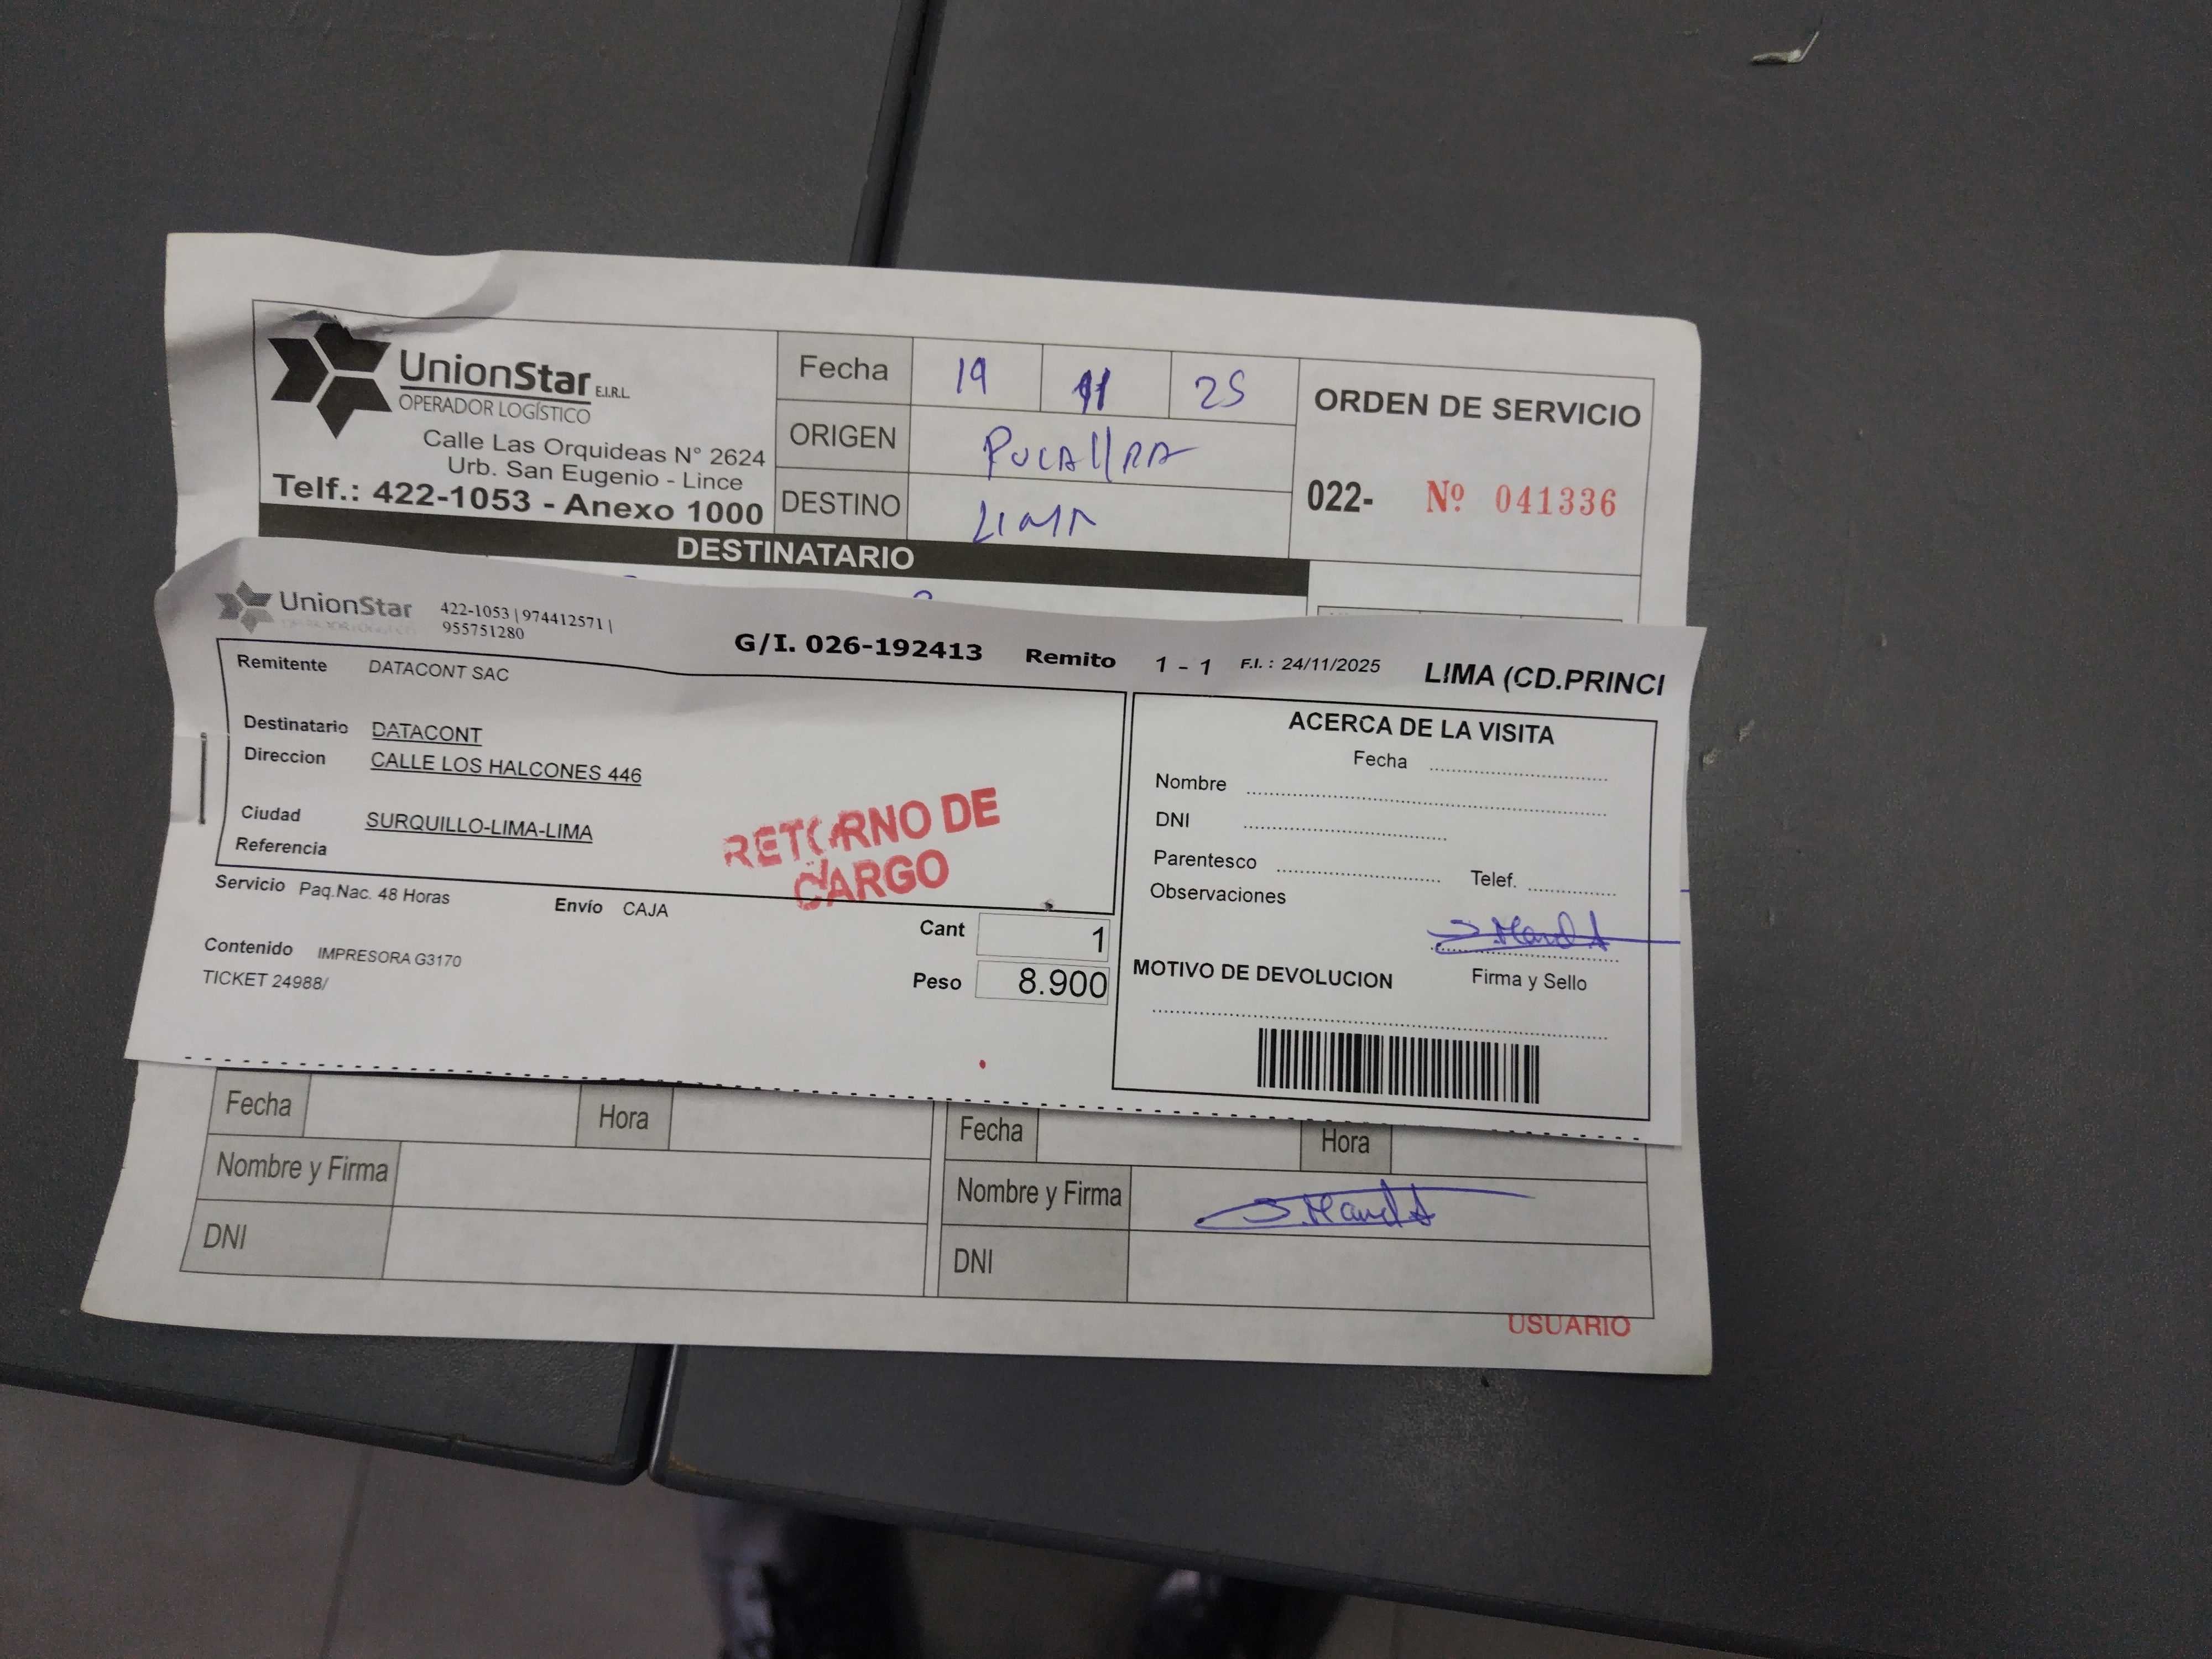 UnionStar E.I.R.L.
OPERADOR LOGÍSTICO
Calle Las Orquideas N° 2624
Urb. San Eugenio - Lince
Telf.: 422-1053 - Anexo 1000
Fecha 19 11 25
ORIGEN PUCAllPA
DESTINO LIMA
ORDEN DE SERVICIO
022- Nº 041336
DESTINATARIO
UnionStar
422-1053 | 974412571 |
955751280
G/I. 026-192413 Remito 1 - 1 F.I. : 24/11/2025 LIMA (CD.PRINCI
Remitente DATACONT SAC
Destinatario DATACONT
Direccion CALLE LOS HALCONES 446
Ciudad SURQUILLO-LIMA-LIMA
Referencia
RETORNO DE
CARGO
Servicio Paq.Nac. 48 Horas
Envío CAJA
Cant 1
Contenido IMPRESORA G3170
Peso 8.900
TICKET 24988/
ACERCA DE LA VISITA
Fecha
Nombre
DNI
Parentesco Telef.
Observaciones
Firma y Sello
MOTIVO DE DEVOLUCION
Fecha Hora
Nombre y Firma
DNI
Fecha Hora
Nombre y Firma
DNI
USUARIO